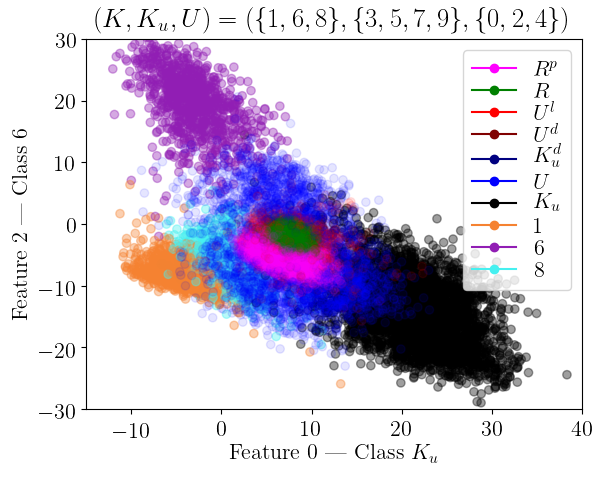 (K, K_u, U) = ({1, 6, 8}, {3, 5, 7, 9}, {0, 2, 4})
30
20
10
0
−10
−20
−30
Feature 2 — Class 6
R^p
R
U^l
U^d
K_u^d
U
K_u
1
6
8
−10
0
10
20
30
40
Feature 0 — Class K_u